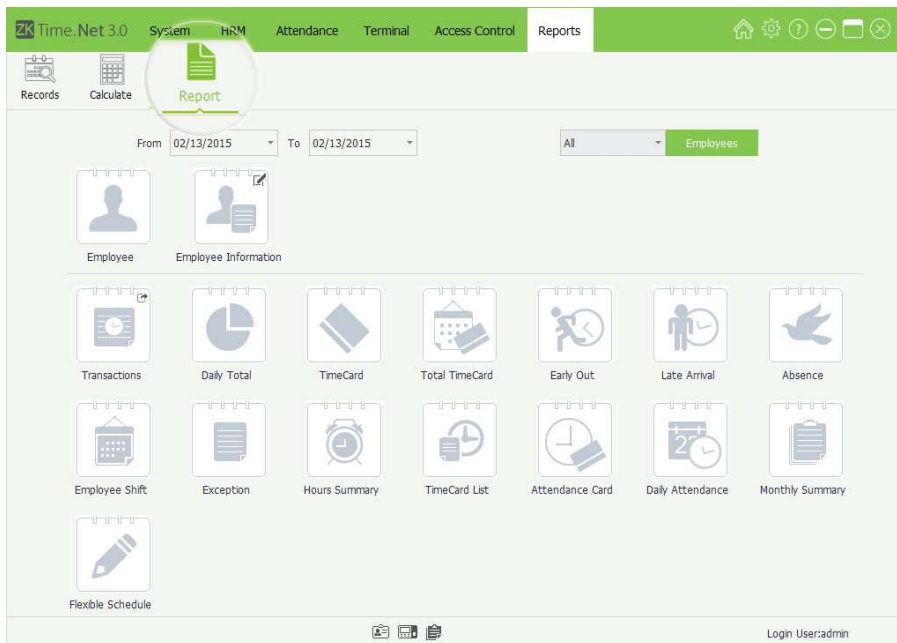 ZK Time.Net 3.0 System HRM Attendance Terminal Access Control Reports
Records Calculate Report
From 02/13/2015 To 02/13/2015 All Employees
Employee Employee Information
Transactions Daily Total TimeCard Total TimeCard Early Out Late Arrival Absence
Employee Shift Exception Hours Summary TimeCard List Attendance Card Daily Attendance Monthly Summary
Flexible Schedule
Login User:admin